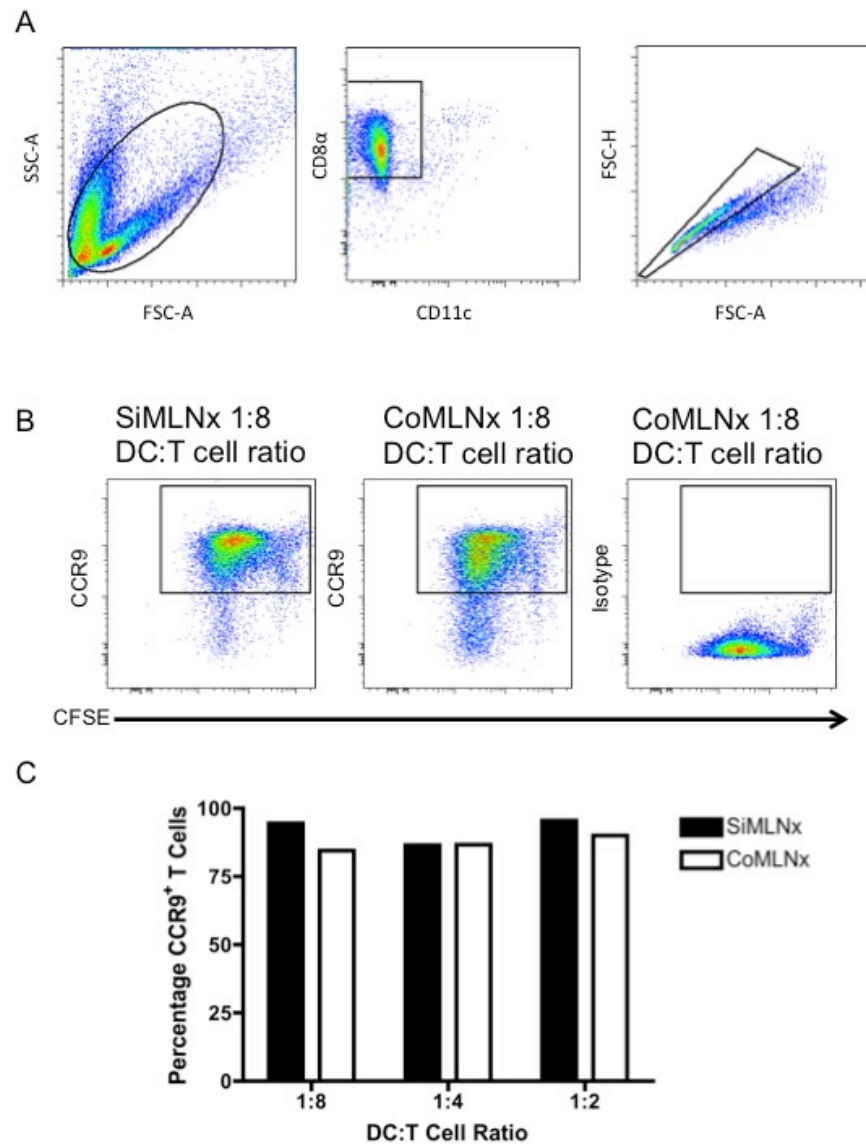 A
SSC-A
FSC-A
CD8α
CD11c
FSC-H
FSC-A
B
SiMLNx 1:8
DC:T cell ratio
CoMLNx 1:8
DC:T cell ratio
CoMLNx 1:8
DC:T cell ratio
CCR9
CCR9
Isotype
CFSE
C
Percentage CCR9⁺ T Cells
100
75
50
25
0
1:8
1:4
1:2
DC:T Cell Ratio
SiMLNx
CoMLNx